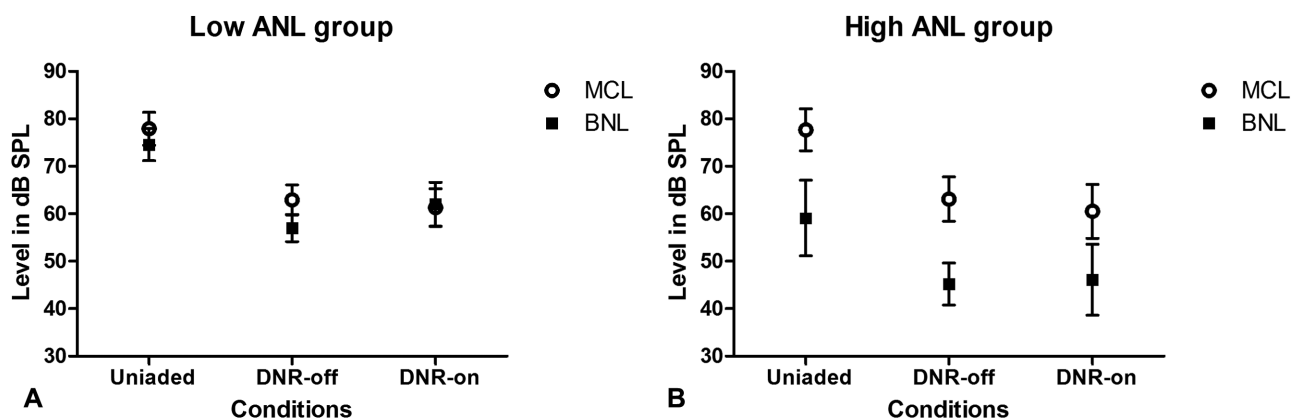 Low ANL group
90
80
70
60
50
40
30
Level in dB SPL
MCL
BNL
Uniaded
DNR-off
DNR-on
Conditions
A
High ANL group
90
80
70
60
50
40
30
Level in dB SPL
MCL
BNL
Uniaded
DNR-off
DNR-on
Conditions
B